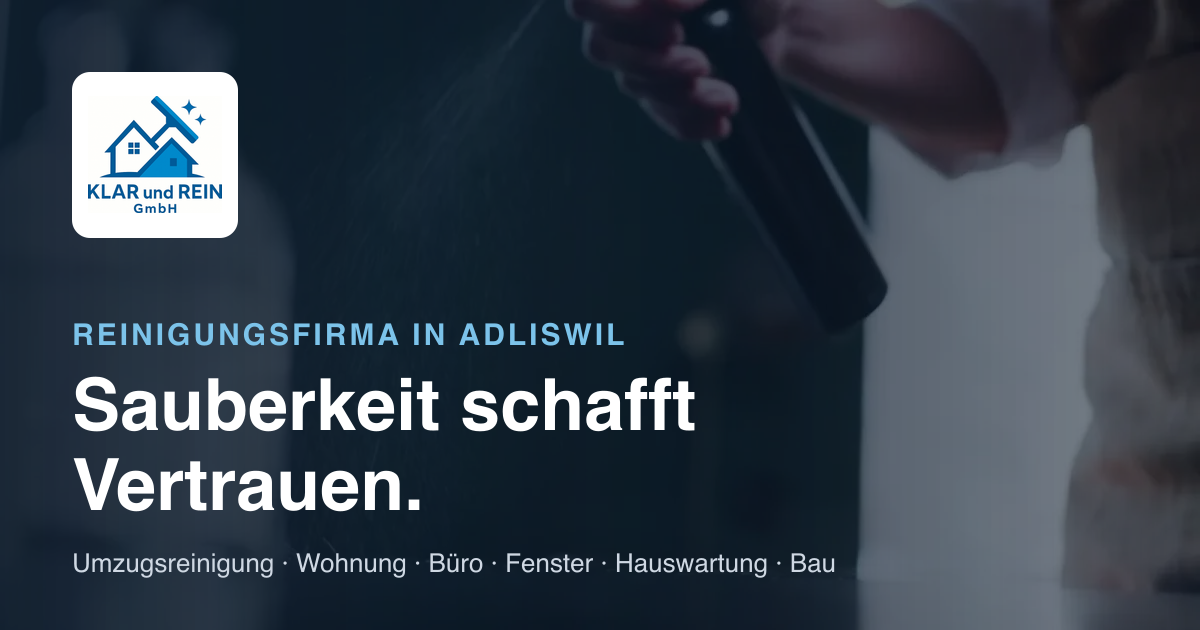 KLAR und REIN
GmbH
REINIGUNGSFIRMA IN ADLISWIL
Sauberkeit schafft
Vertrauen.
Umzugsreinigung · Wohnung · Büro · Fenster · Hauswartung · Bau